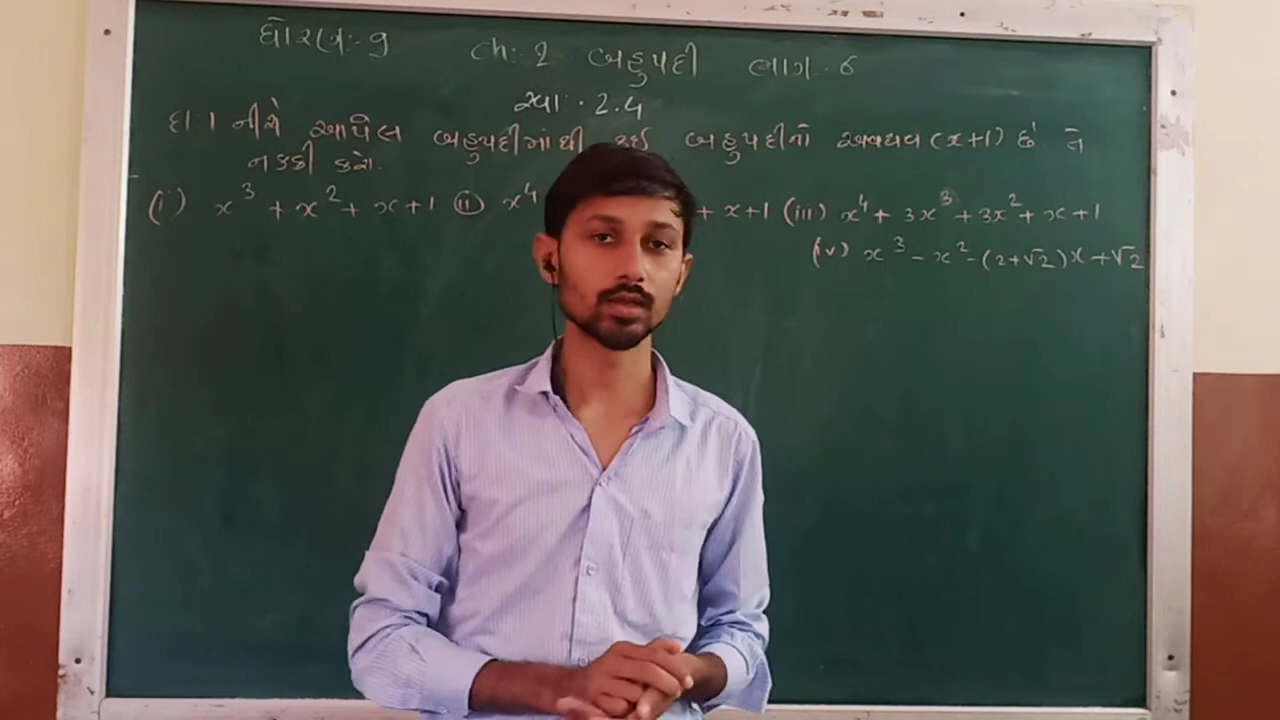 ધોરણ:- 9 Ch:- 2 બહુપદી ભાગ - 6
સ્વા. 2.4
દા.1 નીચે આપેલ બહુપદીમાંથી કઈ બહુપદીનો અવયવ (x+1) છે તે
નક્કી કરો.
(i) x³ + x² + x + 1 (ii) x⁴ + x + 1 (iii) x⁴ + 3x³ + 3x² + x + 1
(iv) x³ - x² - (2+√2)x + √2